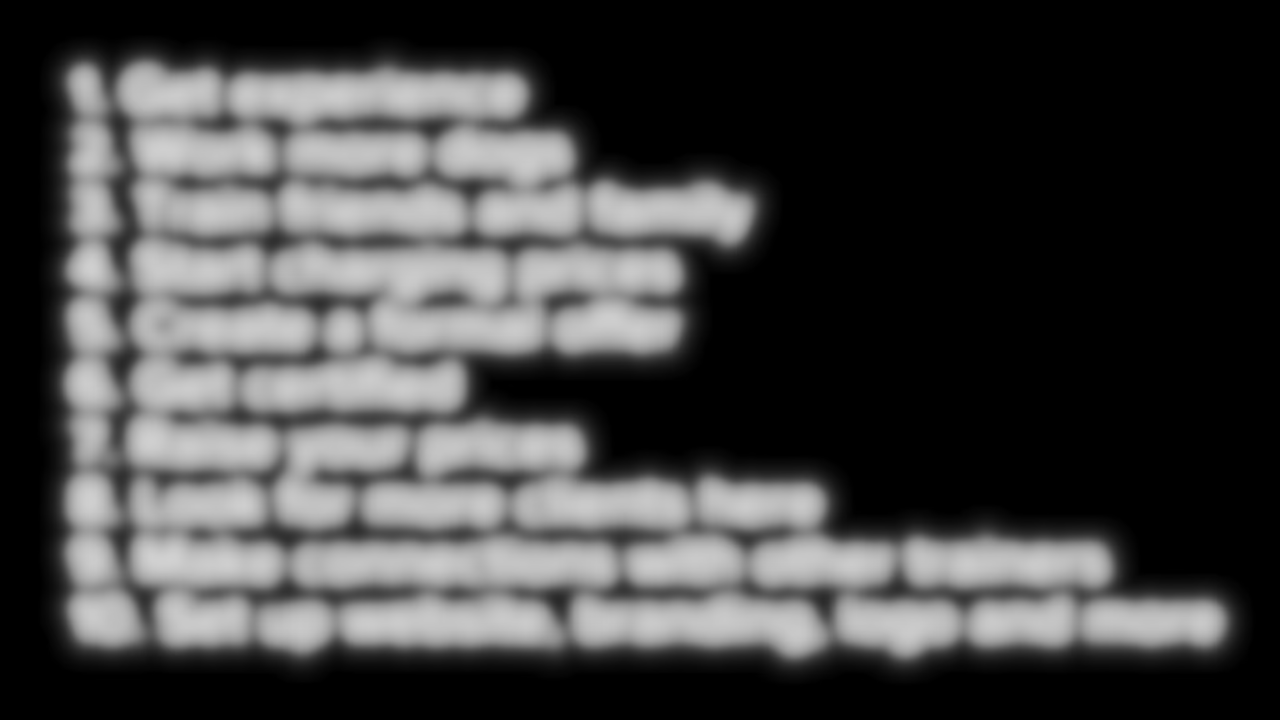 1. Get experience
2. Work more dogs
3. Train friends and family
4. Start charging prices
5. Create a formal offer
6. Get certified
7. Raise your prices
8. Look for more clients here
9. Make connections with other trainers
10. Set up website, branding, logo and more